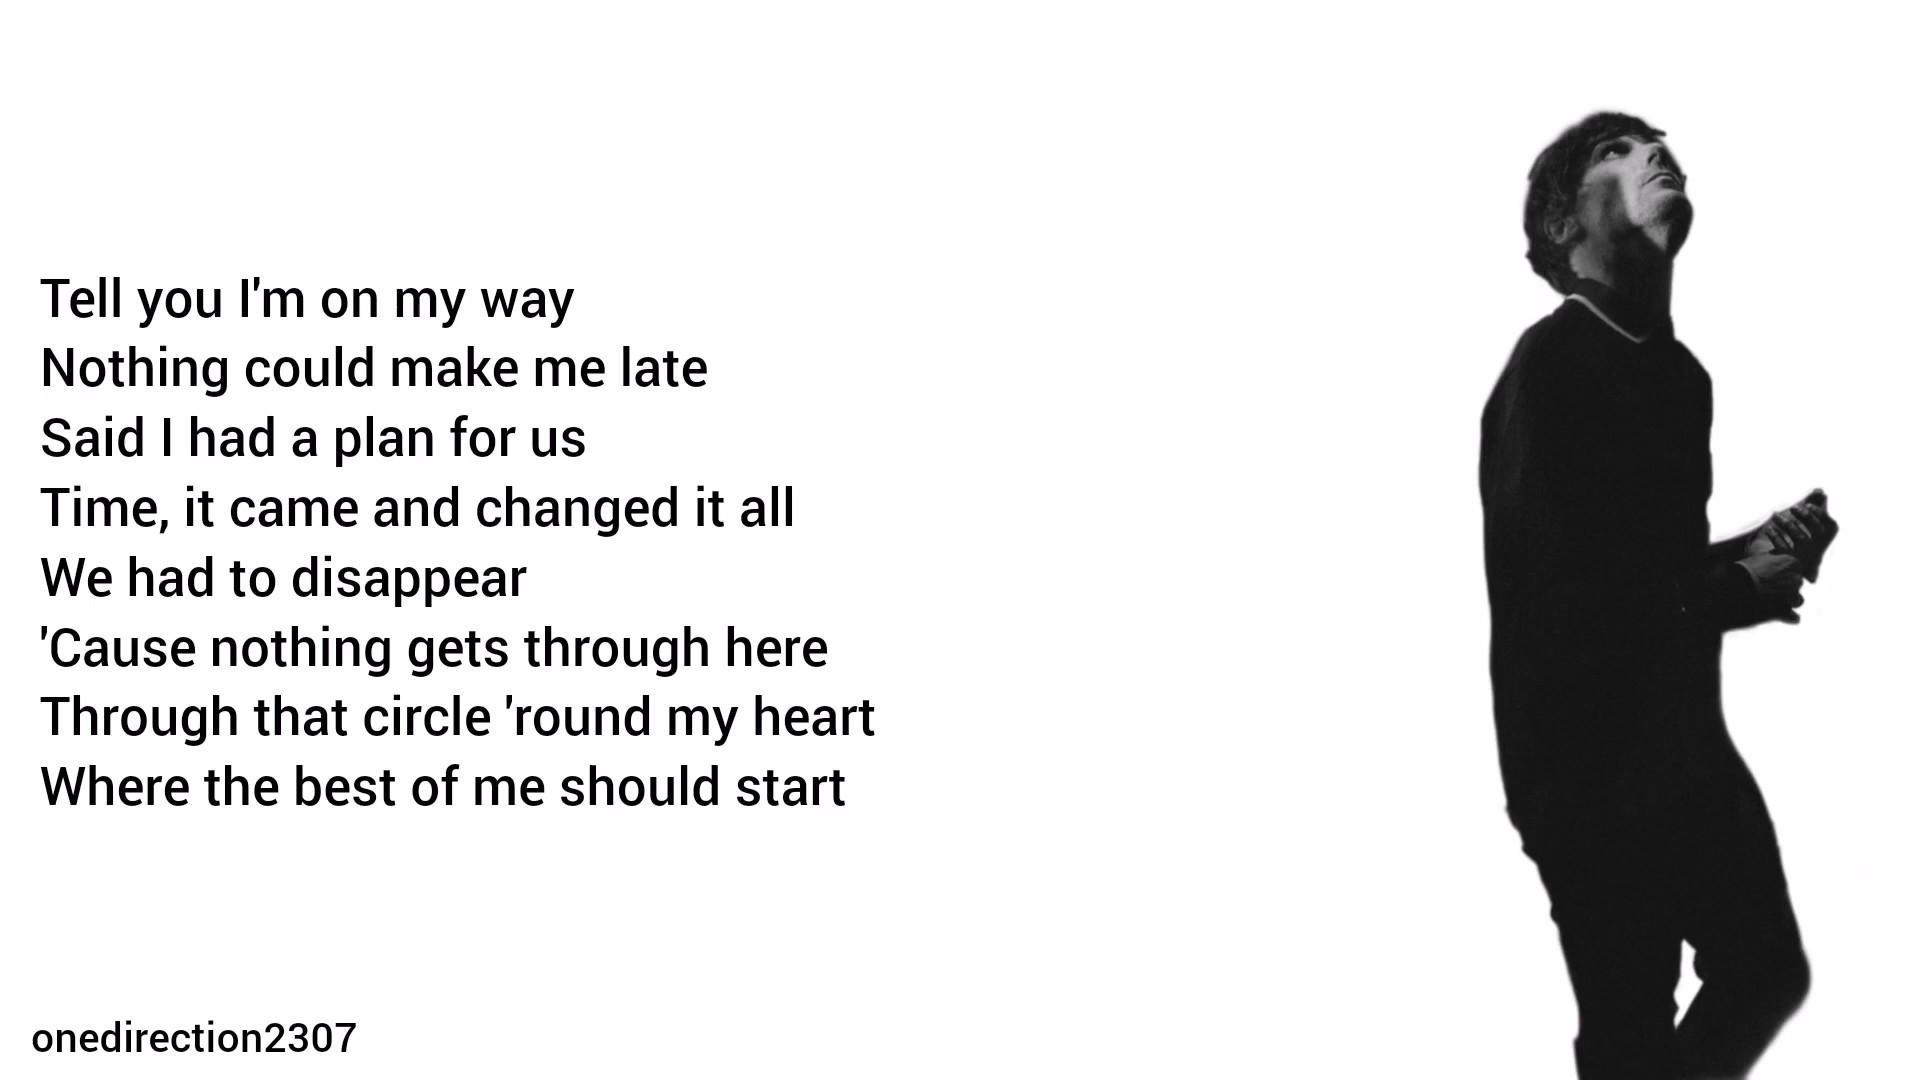 Tell you I'm on my way
Nothing could make me late
Said I had a plan for us
Time, it came and changed it all
We had to disappear
'Cause nothing gets through here
Through that circle 'round my heart
Where the best of me should start
onedirection2307